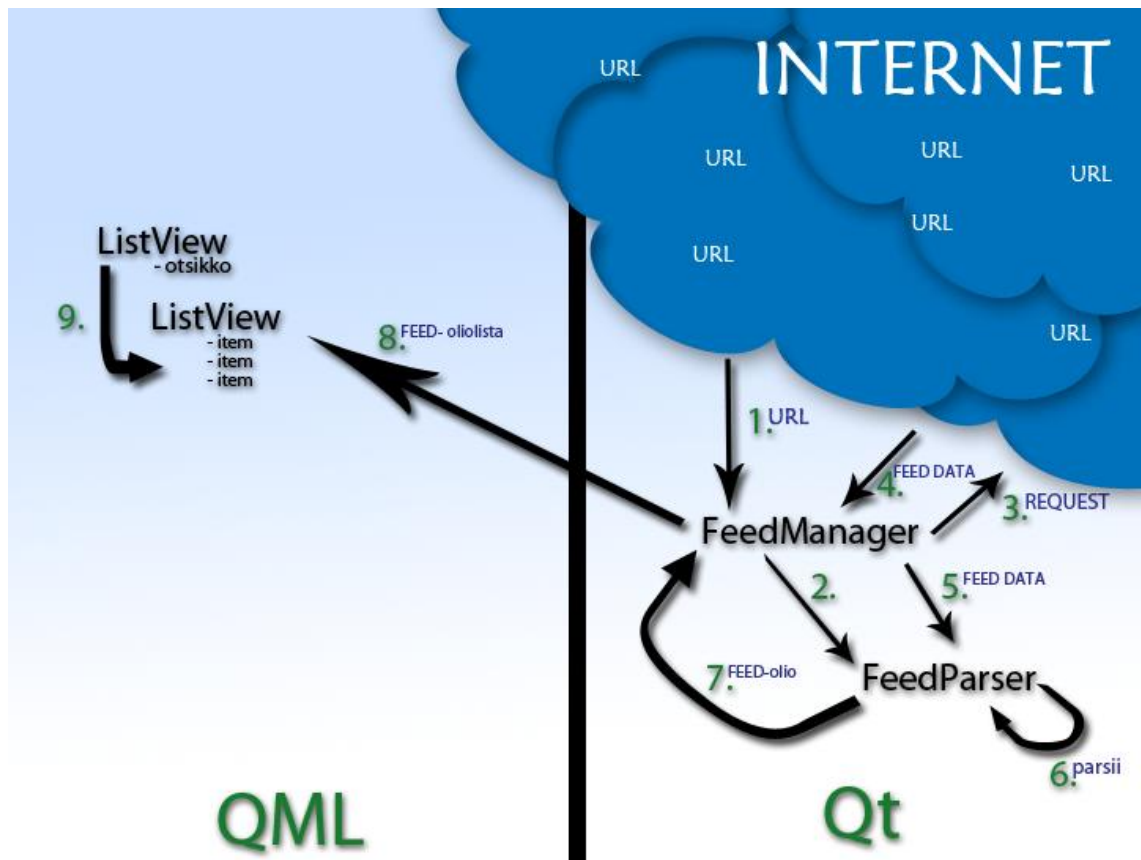 INTERNET
URL
URL
URL
URL
URL
URL
URL
ListView
- otsikko
9.
ListView
- item
- item
- item
8. FEED- oliolista
1. URL
4. FEED DATA
3. REQUEST
FeedManager
2.
5. FEED DATA
7. FEED-olio
FeedParser
6. parsii
QML
Qt